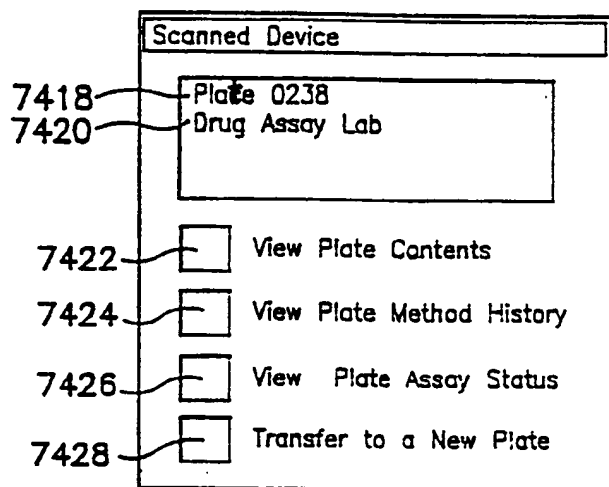 Scanned Device
7418 Plate 0238
7420 Drug Assay Lab
7422 View Plate Contents
7424 View Plate Method History
7426 View Plate Assay Status
7428 Transfer to a New Plate